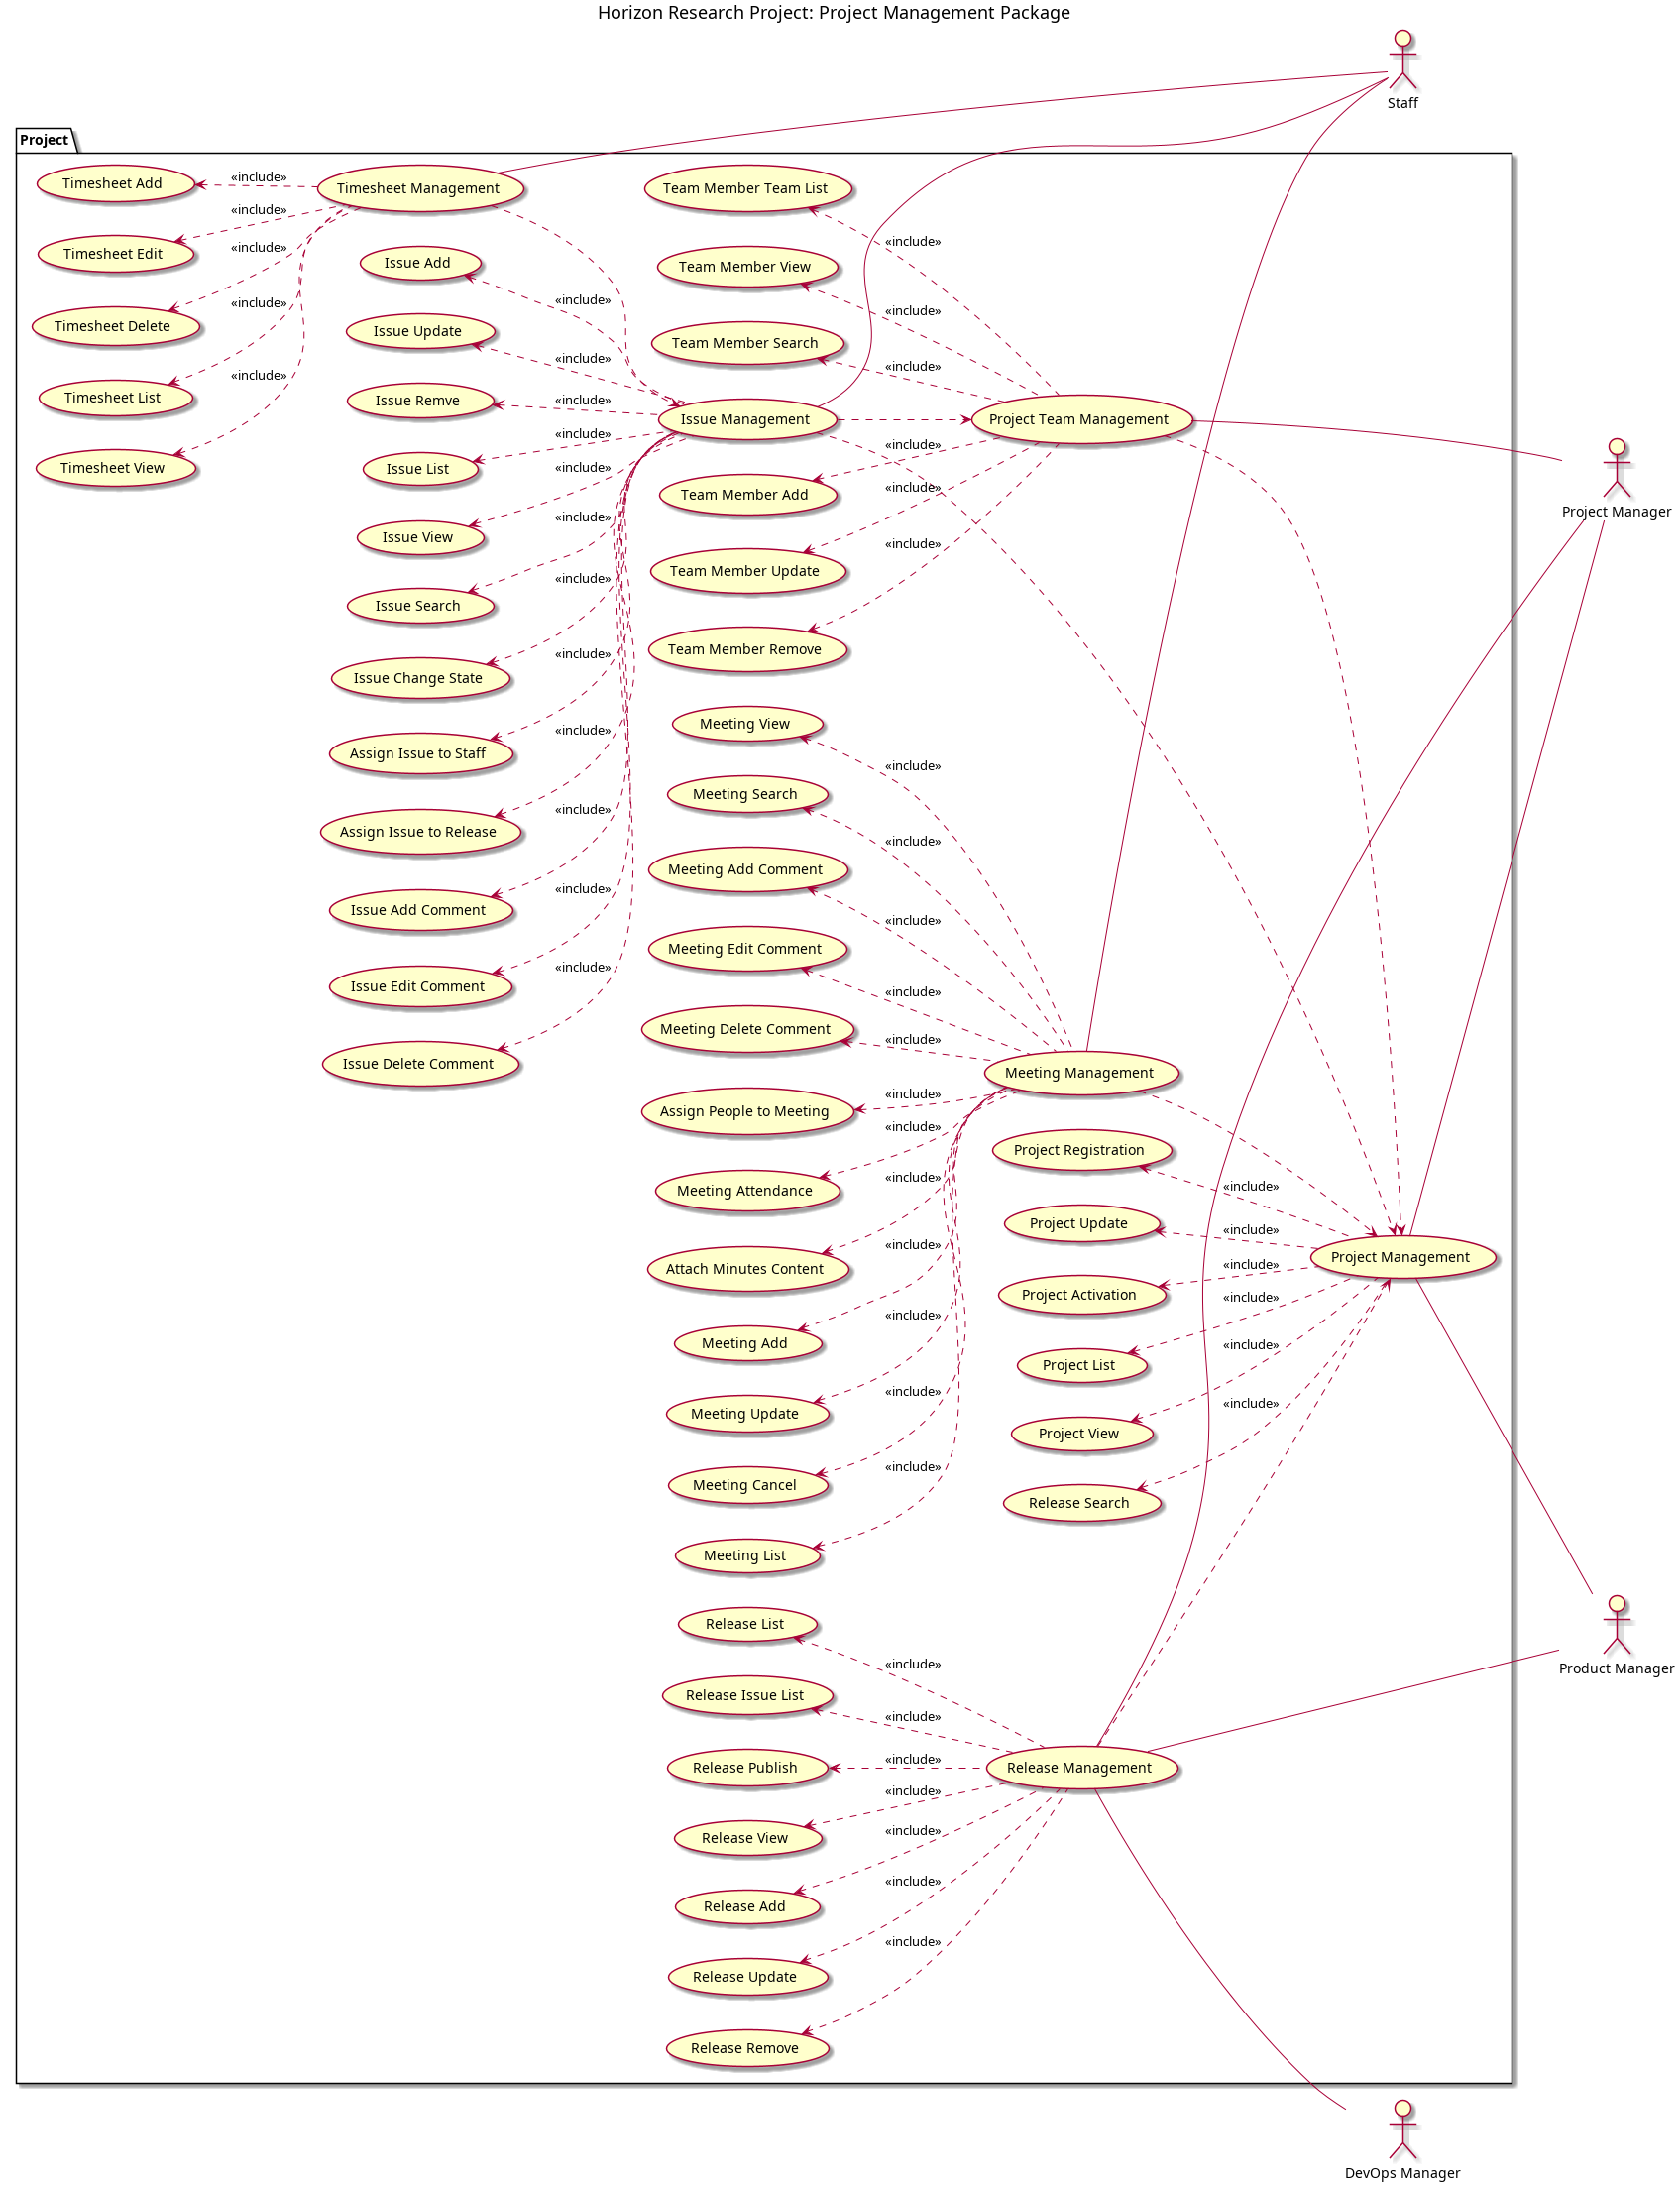 Horizon Research Project: Project Management Package
Staff
Project
Timesheet Add
Timesheet Edit
Timesheet Delete
Timesheet List
Timesheet View
«include»
«include»
«include»
«include»
«include»
Timesheet Management
Issue Add
Issue Update
Issue Remve
Issue List
Issue View
Issue Search
Issue Change State
Assign Issue to Staff
Assign Issue to Release
Issue Add Comment
Issue Edit Comment
Issue Delete Comment
«include»
«include»
«include»
«include»
«include»
«include»
«include»
«include»
«include»
«include»
«include»
«include»
Team Member Team List
Team Member View
Team Member Search
Issue Management
Team Member Add
Team Member Update
Team Member Remove
«include»
«include»
«include»
«include»
«include»
«include»
Project Team Management
Project Manager
Meeting View
Meeting Search
Meeting Add Comment
Meeting Edit Comment
Meeting Delete Comment
Assign People to Meeting
Meeting Attendance
Attach Minutes Content
Meeting Add
Meeting Update
Meeting Cancel
Meeting List
«include»
«include»
«include»
«include»
«include»
«include»
«include»
«include»
«include»
«include»
«include»
«include»
Meeting Management
Project Registration
Project Update
Project Activation
Project List
Project View
Release Search
«include»
«include»
«include»
«include»
«include»
«include»
Project Management
Product Manager
Release List
Release Issue List
Release Publish
Release View
Release Add
Release Update
Release Remove
«include»
«include»
«include»
«include»
«include»
«include»
«include»
Release Management
DevOps Manager